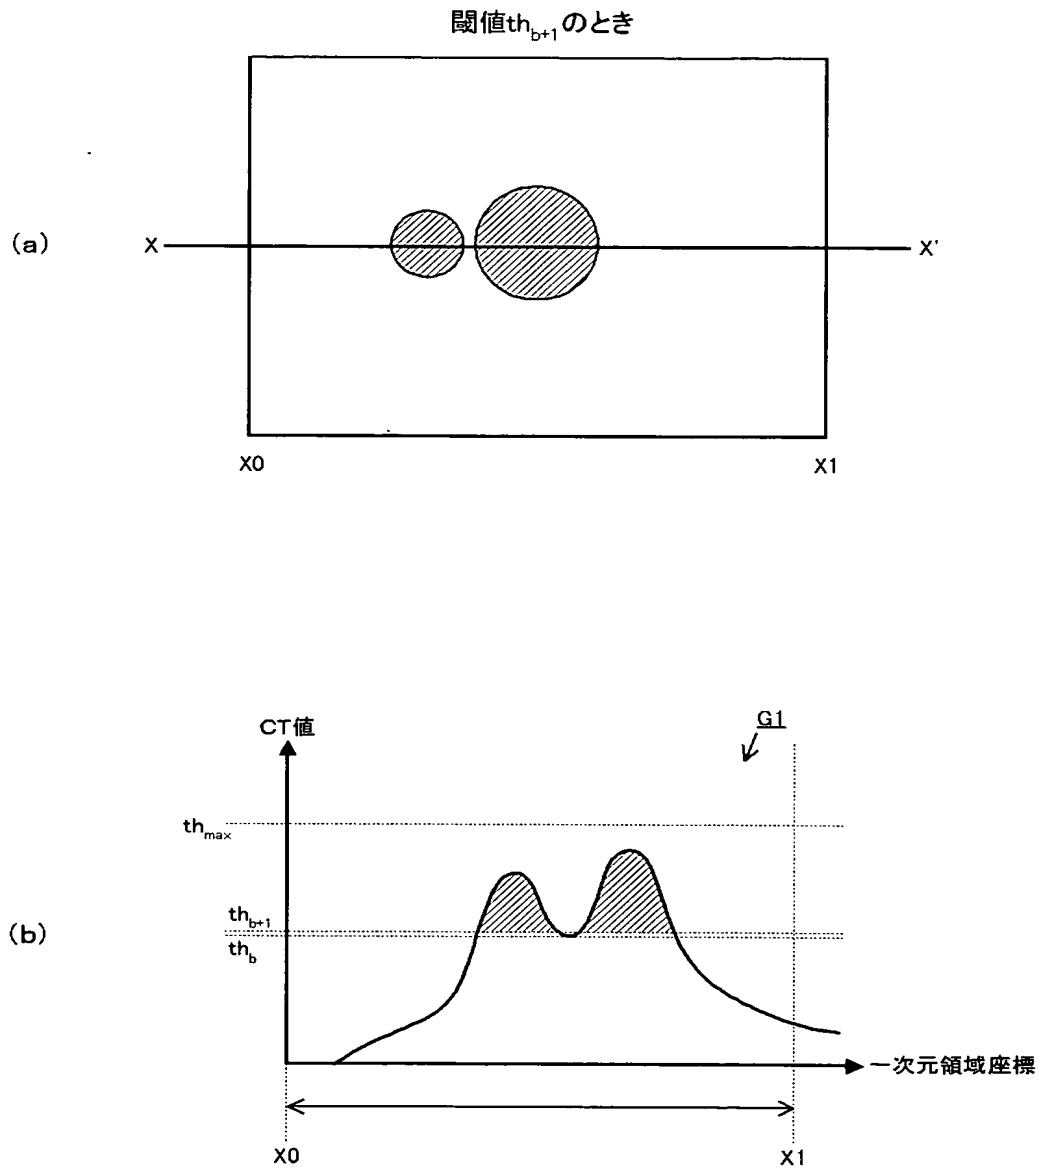 閾値th_{b+1}のとき
(a)
X
X'
X0
X1
CT値
G1
th_{max}
th_{b+1}
(b)
th_{b}
一次元領域座標
X0
X1